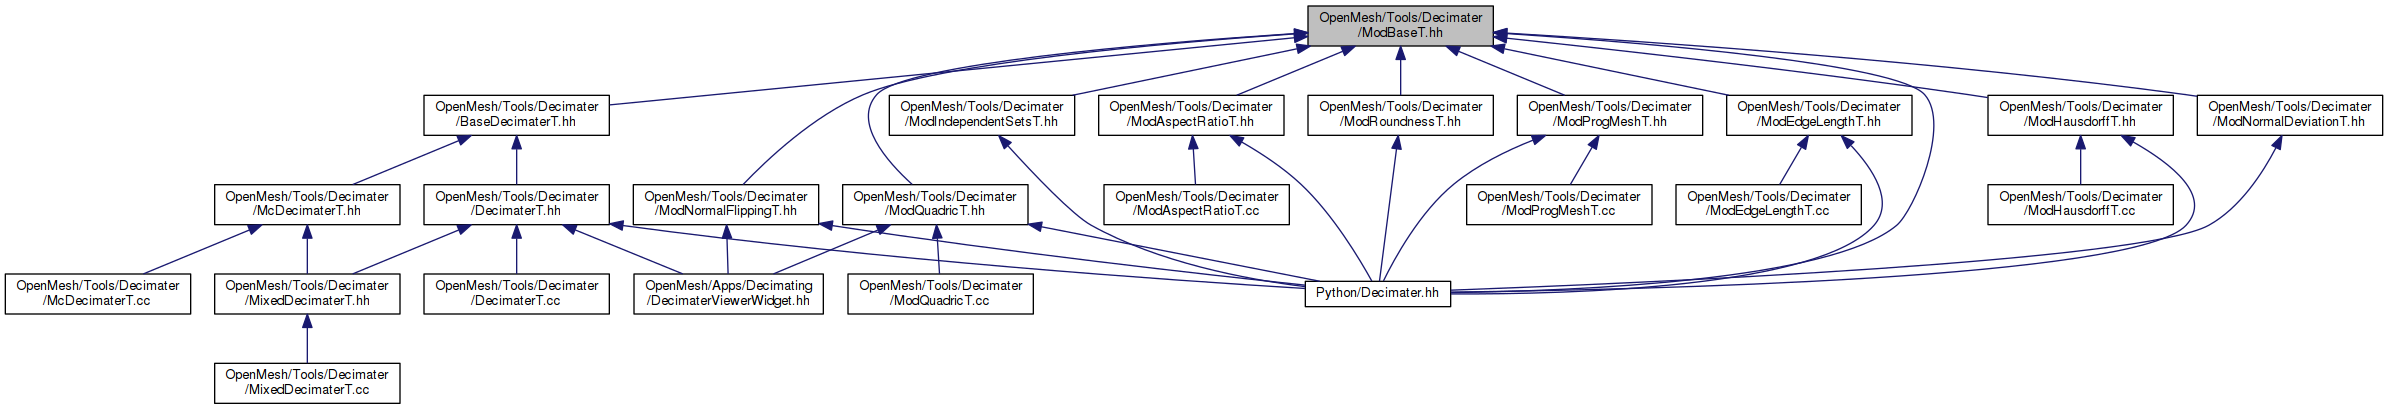 OpenMesh/Tools/Decimater
/ModBaseT.hh
OpenMesh/Tools/Decimater
/BaseDecimaterT.hh
OpenMesh/Tools/Decimater
/ModIndependentSetsT.hh
OpenMesh/Tools/Decimater
/ModAspectRatioT.hh
OpenMesh/Tools/Decimater
/ModRoundnessT.hh
OpenMesh/Tools/Decimater
/ModProgMeshT.hh
OpenMesh/Tools/Decimater
/ModEdgeLengthT.hh
OpenMesh/Tools/Decimater
/ModHausdorffT.hh
OpenMesh/Tools/Decimater
/ModNormalDeviationT.hh
OpenMesh/Tools/Decimater
/McDecimaterT.hh
OpenMesh/Tools/Decimater
/DecimaterT.hh
OpenMesh/Tools/Decimater
/ModNormalFlippingT.hh
OpenMesh/Tools/Decimater
/ModQuadricT.hh
OpenMesh/Tools/Decimater
/ModAspectRatioT.cc
OpenMesh/Tools/Decimater
/ModProgMeshT.cc
OpenMesh/Tools/Decimater
/ModEdgeLengthT.cc
OpenMesh/Tools/Decimater
/ModHausdorffT.cc
OpenMesh/Tools/Decimater
/McDecimaterT.cc
OpenMesh/Tools/Decimater
/MixedDecimaterT.hh
OpenMesh/Tools/Decimater
/DecimaterT.cc
OpenMesh/Apps/Decimating
/DecimaterViewerWidget.hh
OpenMesh/Tools/Decimater
/ModQuadricT.cc
Python/Decimater.hh
OpenMesh/Tools/Decimater
/MixedDecimaterT.cc